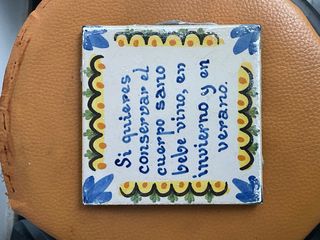 Si quieres
conservar el
cuerpo sano
bebe vino, en
invierno y en
verano